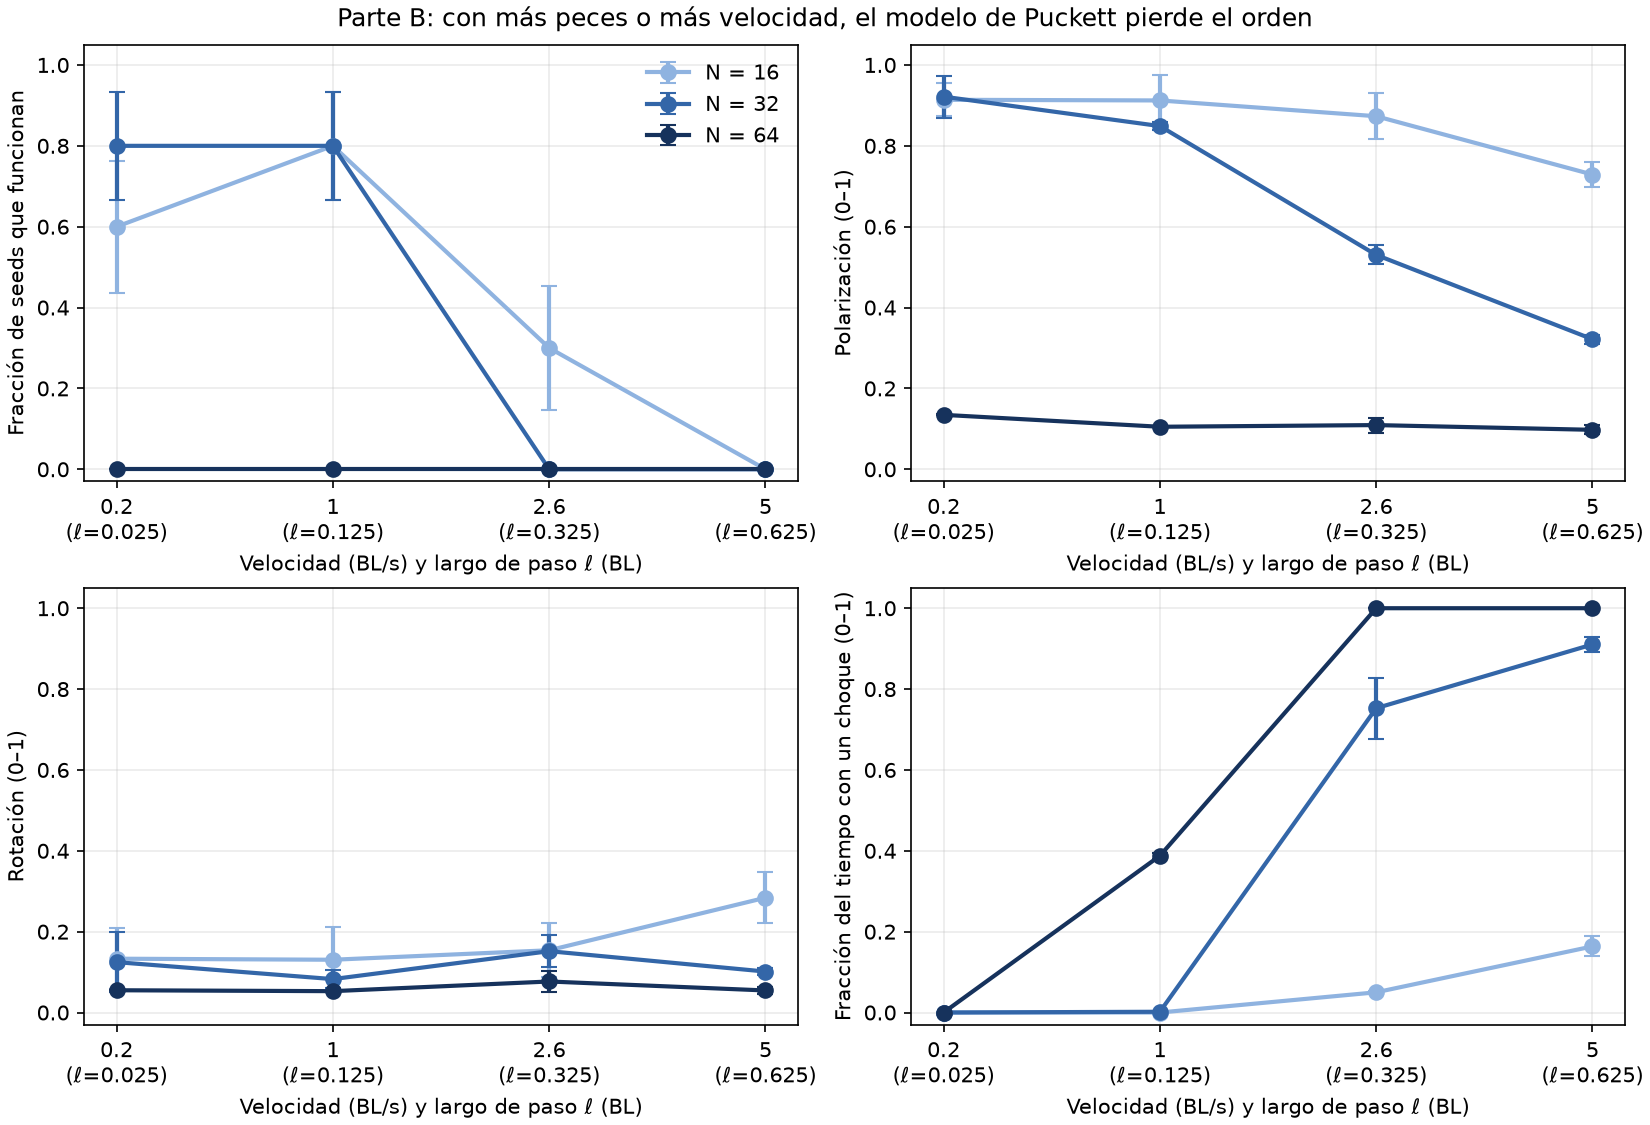 Parte B: con más peces o más velocidad, el modelo de Puckett pierde el orden
Fracción de seeds que funcionan
1.0
0.8
0.6
0.4
0.2
0.0
N = 16
N = 32
N = 64
0.2 1 2.6 5
(ℓ=0.025) (ℓ=0.125) (ℓ=0.325) (ℓ=0.625)
Velocidad (BL/s) y largo de paso ℓ (BL)
Polarización (0–1)
1.0
0.8
0.6
0.4
0.2
0.0
0.2 1 2.6 5
(ℓ=0.025) (ℓ=0.125) (ℓ=0.325) (ℓ=0.625)
Velocidad (BL/s) y largo de paso ℓ (BL)
Rotación (0–1)
1.0
0.8
0.6
0.4
0.2
0.0
0.2 1 2.6 5
(ℓ=0.025) (ℓ=0.125) (ℓ=0.325) (ℓ=0.625)
Velocidad (BL/s) y largo de paso ℓ (BL)
Fracción del tiempo con un choque (0–1)
1.0
0.8
0.6
0.4
0.2
0.0
0.2 1 2.6 5
(ℓ=0.025) (ℓ=0.125) (ℓ=0.325) (ℓ=0.625)
Velocidad (BL/s) y largo de paso ℓ (BL)